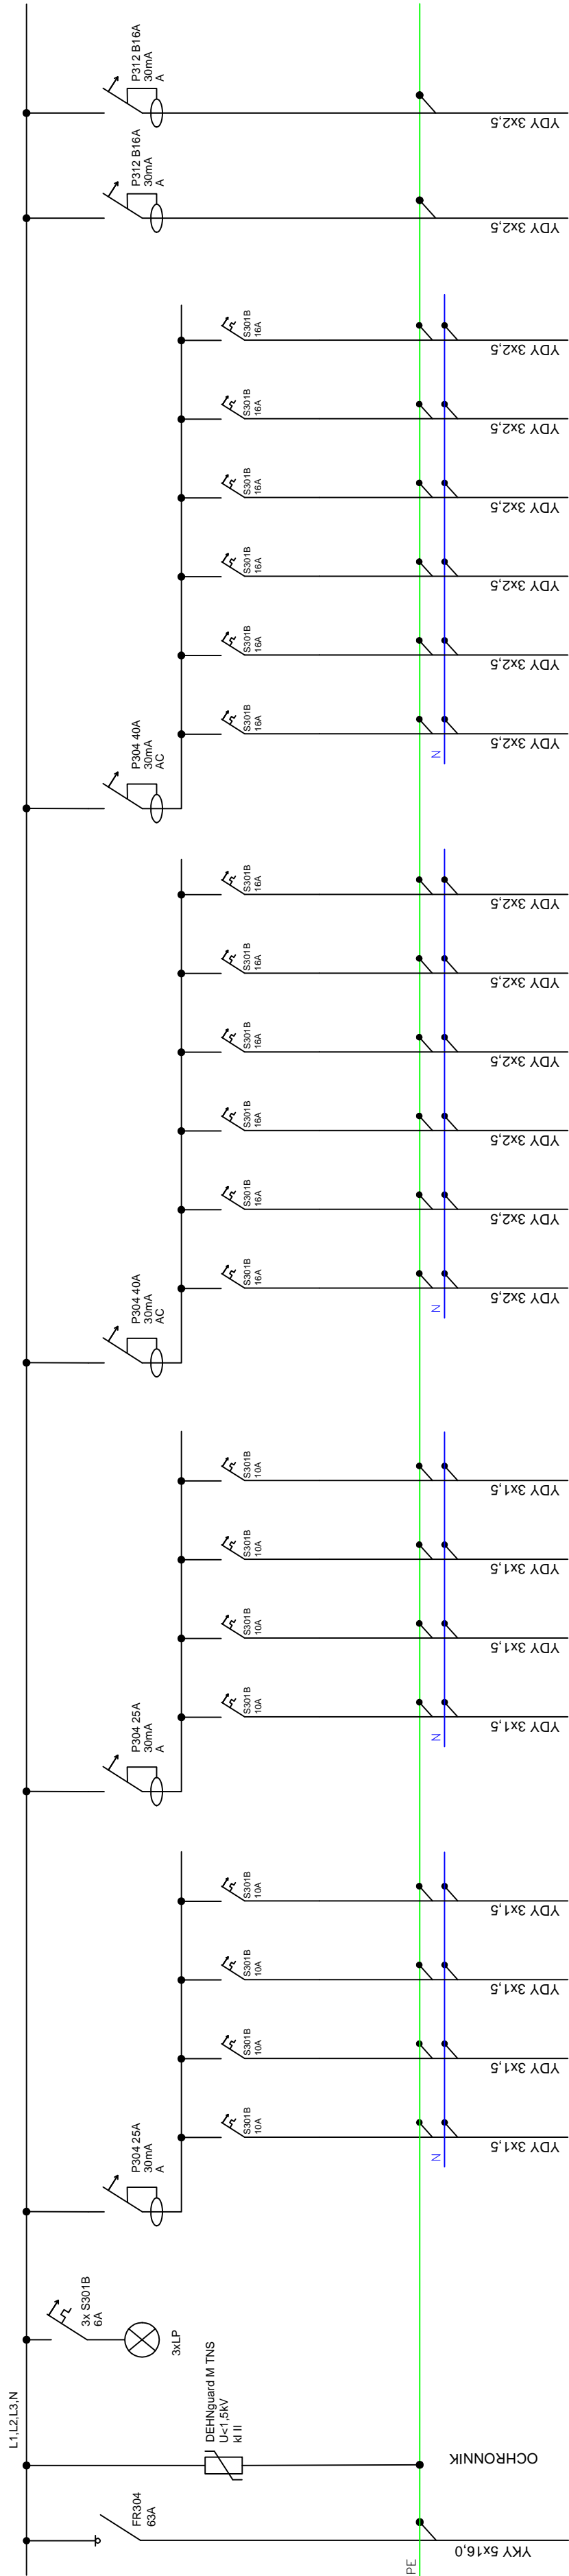 L1,L2,L3,N
FR304
63A
YKY 5x16,0
PE
DEHNguard M TNS
U<1,5kV
kl II
OCHRONNIK
3x S301B
6A
3xLP
P304 25A
30mA
A
S301B
10A
S301B
10A
S301B
10A
S301B
10A
N
YDY 3x1,5
YDY 3x1,5
YDY 3x1,5
YDY 3x1,5
P304 25A
30mA
A
S301B
10A
S301B
10A
S301B
10A
S301B
10A
N
YDY 3x1,5
YDY 3x1,5
YDY 3x1,5
YDY 3x1,5
P304 40A
30mA
AC
S301B
16A
S301B
16A
S301B
16A
S301B
16A
S301B
16A
S301B
16A
N
YDY 3x2,5
YDY 3x2,5
YDY 3x2,5
YDY 3x2,5
YDY 3x2,5
YDY 3x2,5
P304 40A
30mA
AC
S301B
16A
S301B
16A
S301B
16A
S301B
16A
S301B
16A
S301B
16A
N
YDY 3x2,5
YDY 3x2,5
YDY 3x2,5
YDY 3x2,5
YDY 3x2,5
YDY 3x2,5
P312 B16A
30mA
A
YDY 3x2,5
P312 B16A
30mA
A
YDY 3x2,5